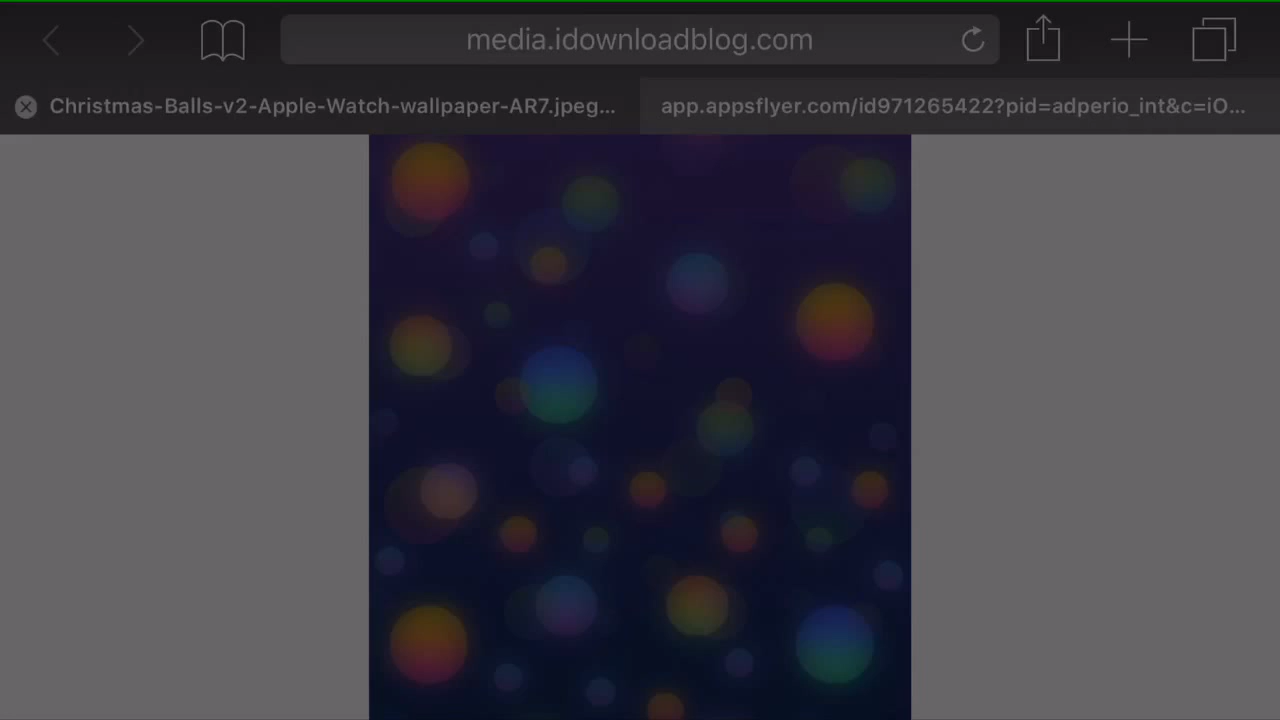 media.idownloadblog.com
Christmas-Balls-v2-Apple-Watch-wallpaper-AR7.jpeg...
app.appsflyer.com/id971265422?pid=adperio_int&c=iO...